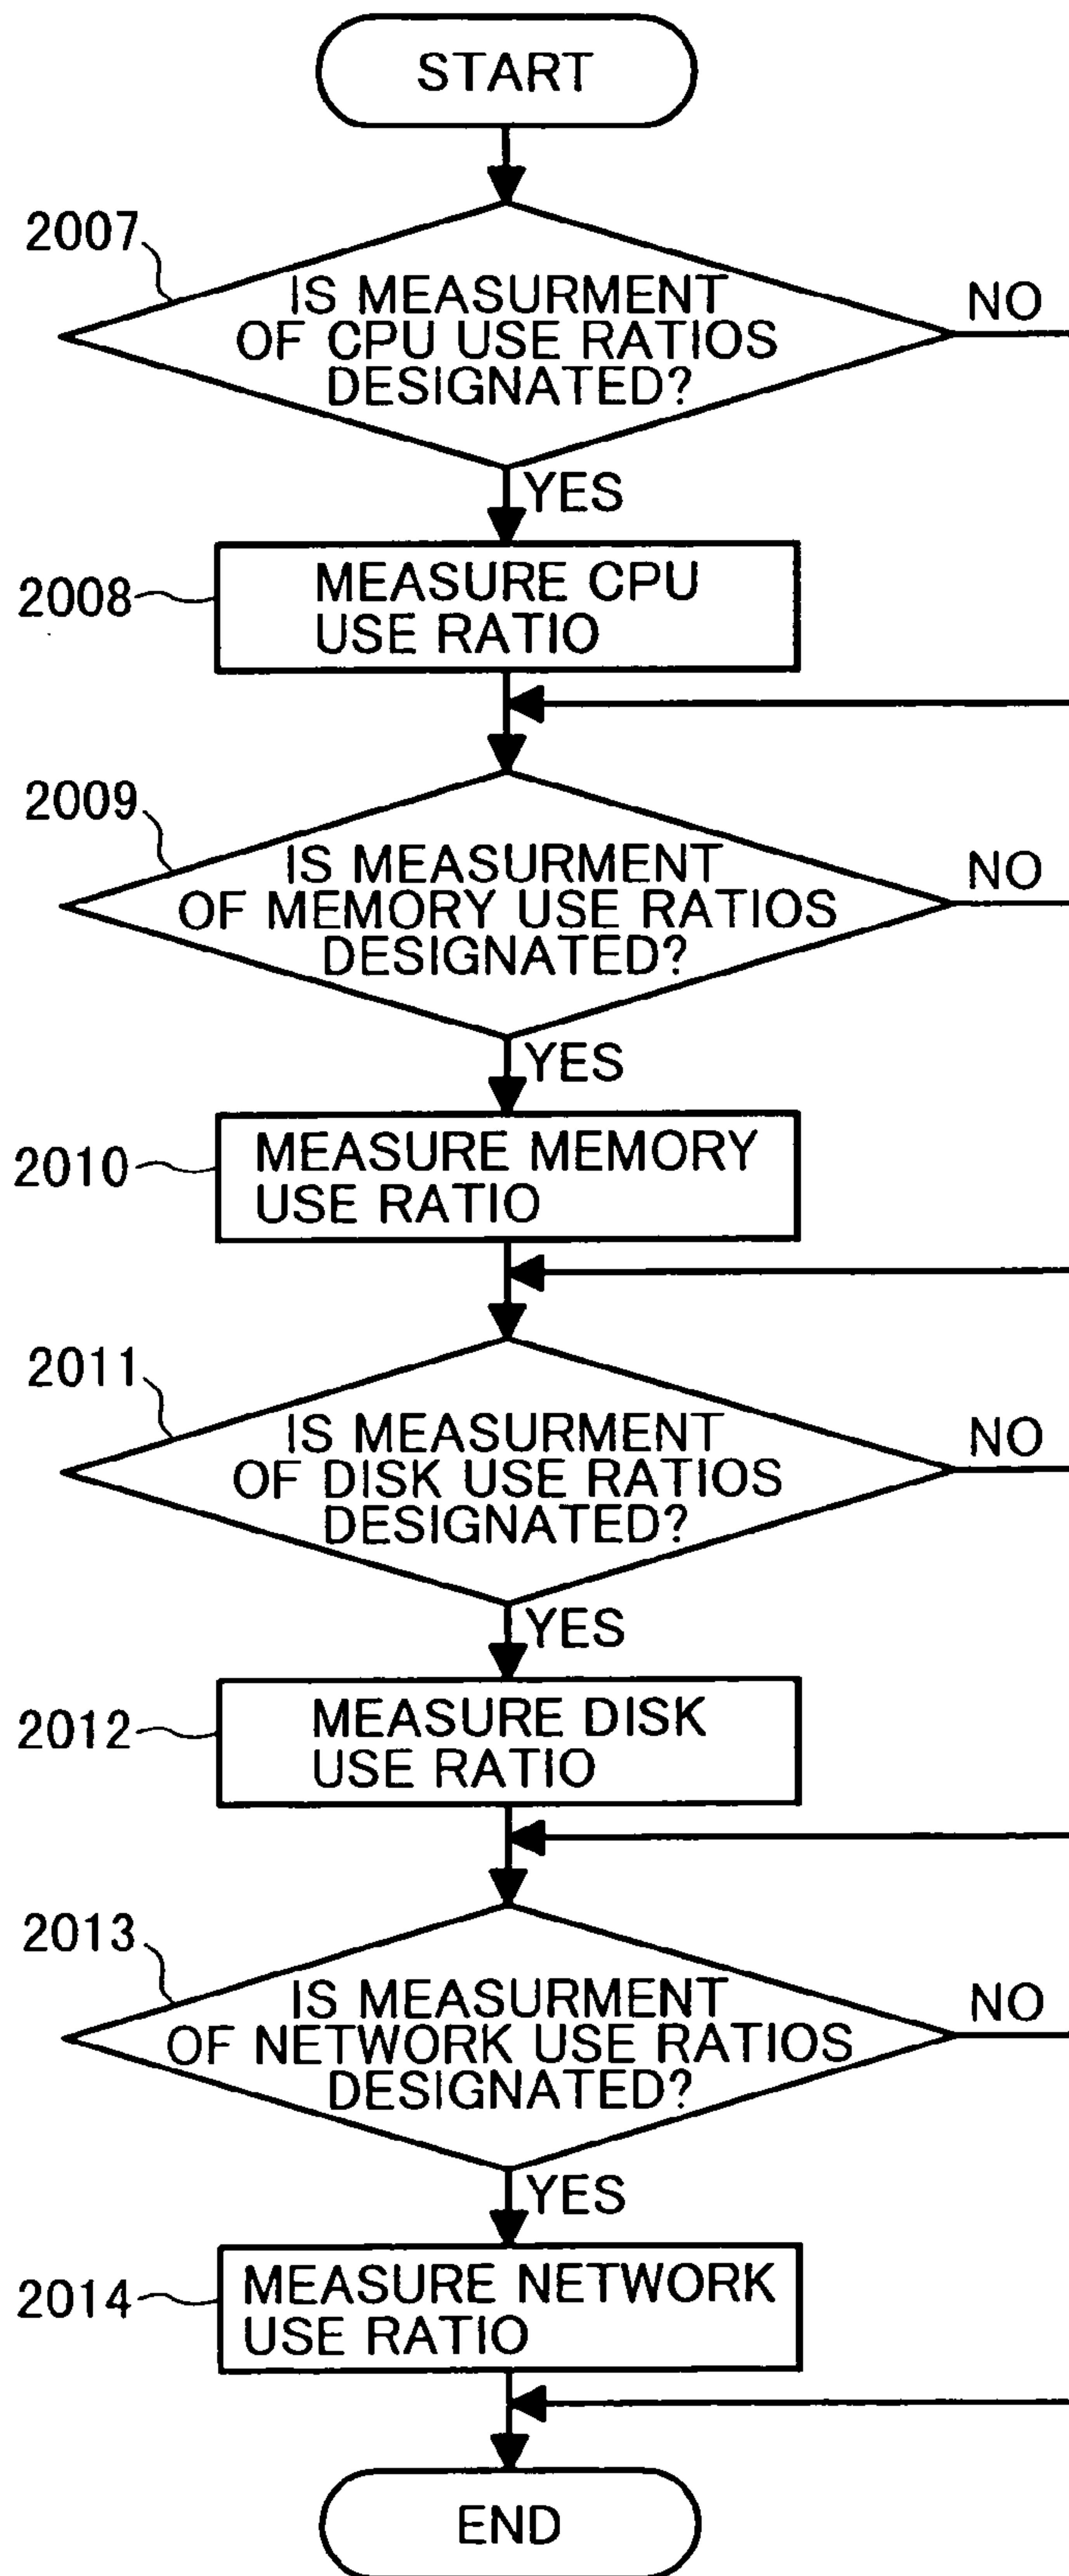 START
2007
IS MEASURMENT
OF CPU USE RATIOS
DESIGNATED?
NO
YES
2008
MEASURE CPU
USE RATIO
2009
IS MEASURMENT
OF MEMORY USE RATIOS
DESIGNATED?
NO
YES
2010
MEASURE MEMORY
USE RATIO
2011
IS MEASURMENT
OF DISK USE RATIOS
DESIGNATED?
NO
YES
2012
MEASURE DISK
USE RATIO
2013
IS MEASURMENT
OF NETWORK USE RATIOS
DESIGNATED?
NO
YES
2014
MEASURE NETWORK
USE RATIO
END